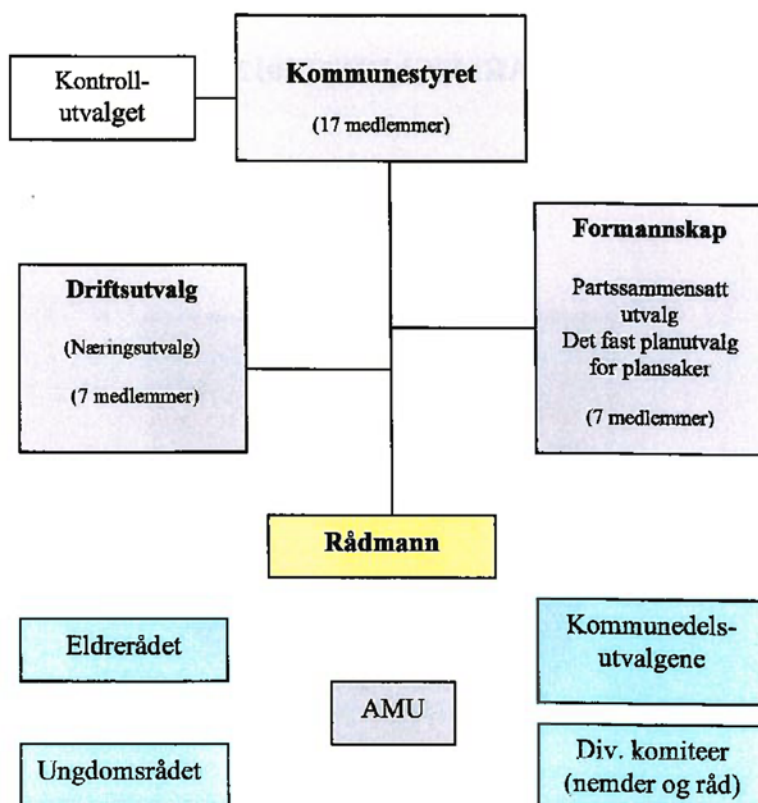 Kontroll-
utvalget
Kommunestyret
(17 medlemmer)
Formannskap
Partssammensatt
utvalg
Det fast planutvalg
for plansaker
(7 medlemmer)
Driftsutvalg
(Næringsutvalg)
(7 medlemmer)
Rådmann
Eldrerådet
Kommunedels-
utvalgene
AMU
Ungdomsrådet
Div. komiteer
(nemder og råd)